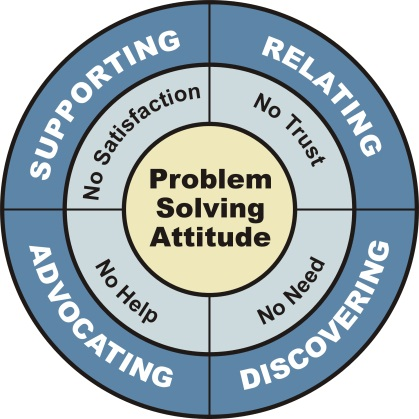 SUPPORTING
RELATING
No Satisfaction
No Trust
Problem
Solving
Attitude
No Help
No Need
ADVOCATING
DISCOVERING